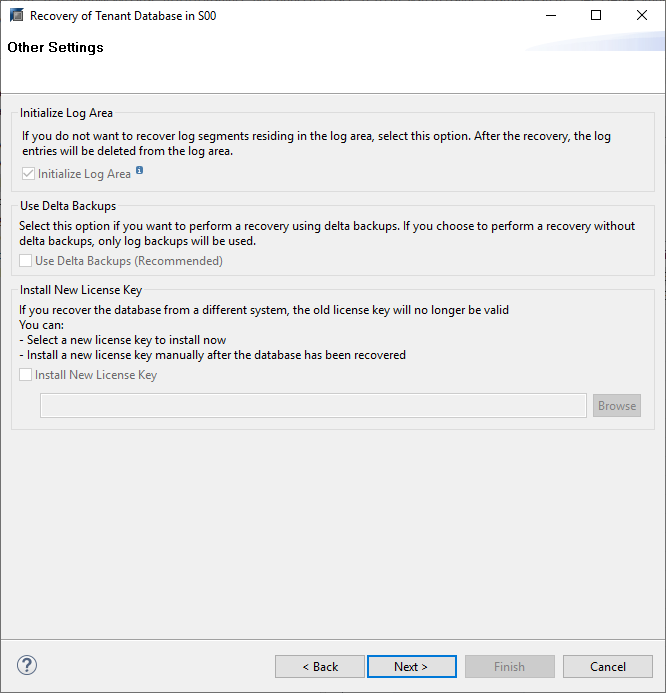 Recovery of Tenant Database in S00
Other Settings
Initialize Log Area
If you do not want to recover log segments residing in the log area, select this option. After the recovery, the log
entries will be deleted from the log area.
Initialize Log Area
Use Delta Backups
Select this option if you want to perform a recovery using delta backups. If you choose to perform a recovery without
delta backups, only log backups will be used.
Use Delta Backups (Recommended)
Install New License Key
If you recover the database from a different system, the old license key will no longer be valid
You can:
- Select a new license key to install now
- Install a new license key manually after the database has been recovered
Install New License Key
Browse
?
< Back
Next >
Finish
Cancel